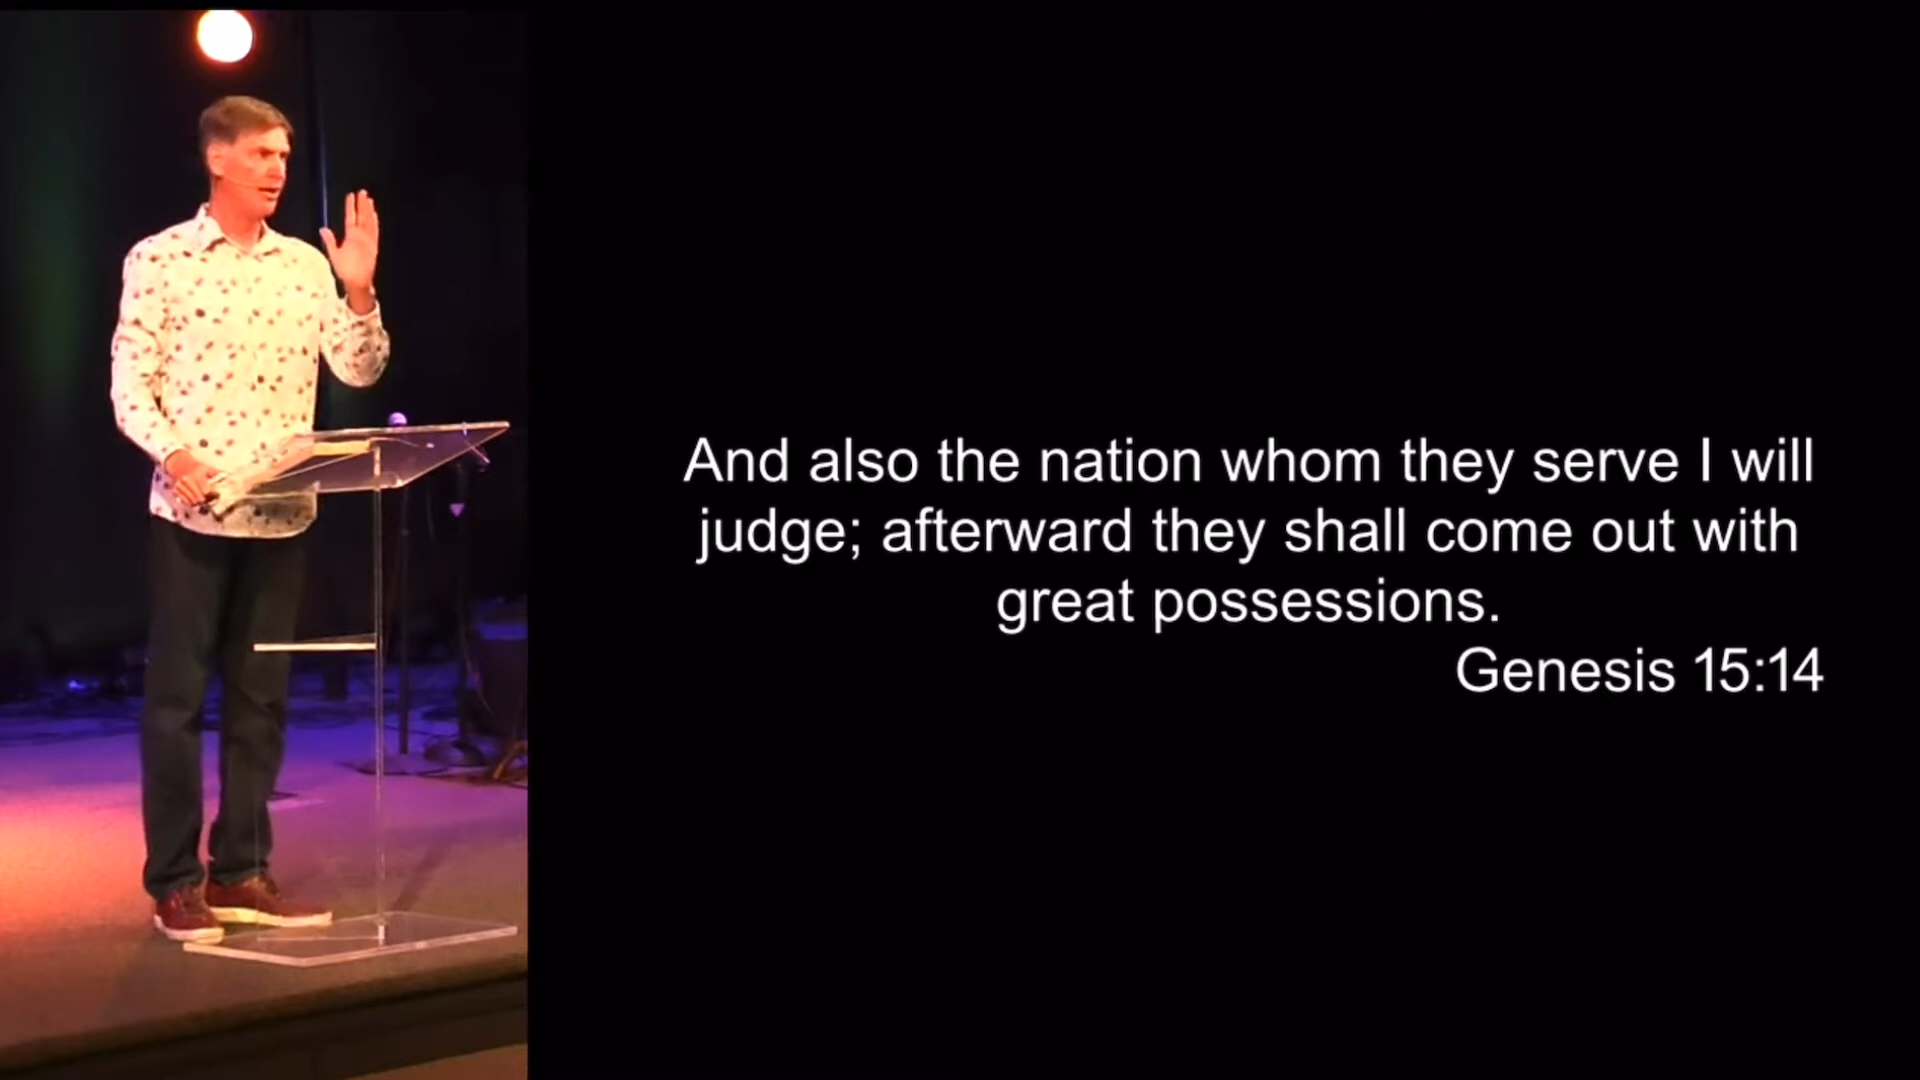 And also the nation whom they serve I will
judge; afterward they shall come out with
great possessions.
Genesis 15:14